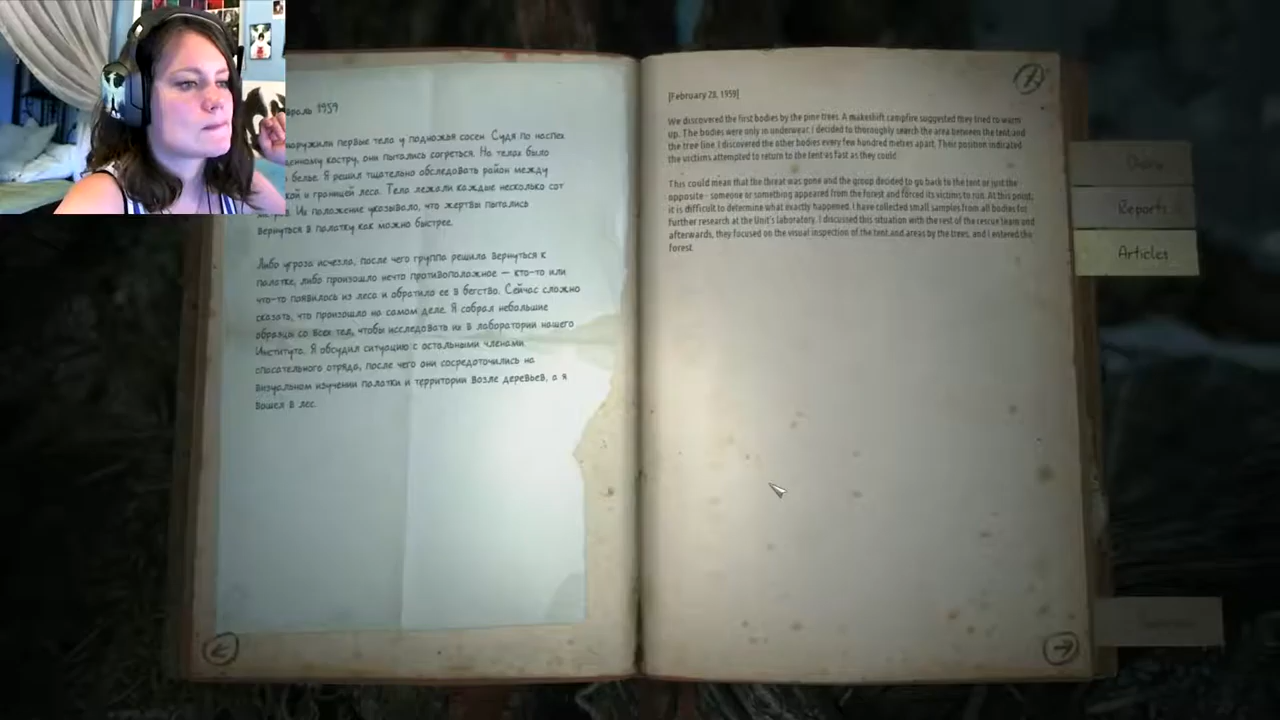 1959
наружили первые тело у подножья сосен. Судя по наспех
костру, они пытались согреться. На телах было
белье. Я решил тщательно обследовать район между
и границей леса. Тела лежали каждые несколько сот
Их положение указывало, что жертвы пытались
вернуться в палатку как можно быстрее.
Либо угроза исчезла, после чего группа решила вернуться к
палатке, либо произошло нечто противоположное – кто-то или
что-то появилось из леса и обратило ее в бегство. Сейчас сложно
сказать, что произошло на самом деле. Я собрал небольшие
образцы со всех тел, чтобы исследовать их в лаборатории нашего
Института. Я обсудил ситуацию с остальными членами
спасательного отряда, после чего они сосредоточились на
визуальном изучении палатки и территории возле деревьев, а я
вошел в лес.
[February 28, 1959]
We discovered the first bodies by the pine trees. A makeshift campfire suggested they tried to warm
up. The bodies were only in underwear. I decided to thoroughly search the area between the tent and
the tree line. I discovered the other bodies every few hundred metres apart. Their position indicated
the victims attempted to return to the tent as fast as they could.
This could mean that the threat was gone and the group decided to go back to the tent or just the
opposite - someone or something appeared from the forest and forced its victims to run. At this point,
it is difficult to determine what exactly happened. I have collected small samples from all bodies for
further research at the Unit's laboratory. I discussed this situation with the rest of the rescue team and
afterwards, they focused on the visual inspection of the tent and areas by the trees, and I entered the
forest.
Reports
Articles